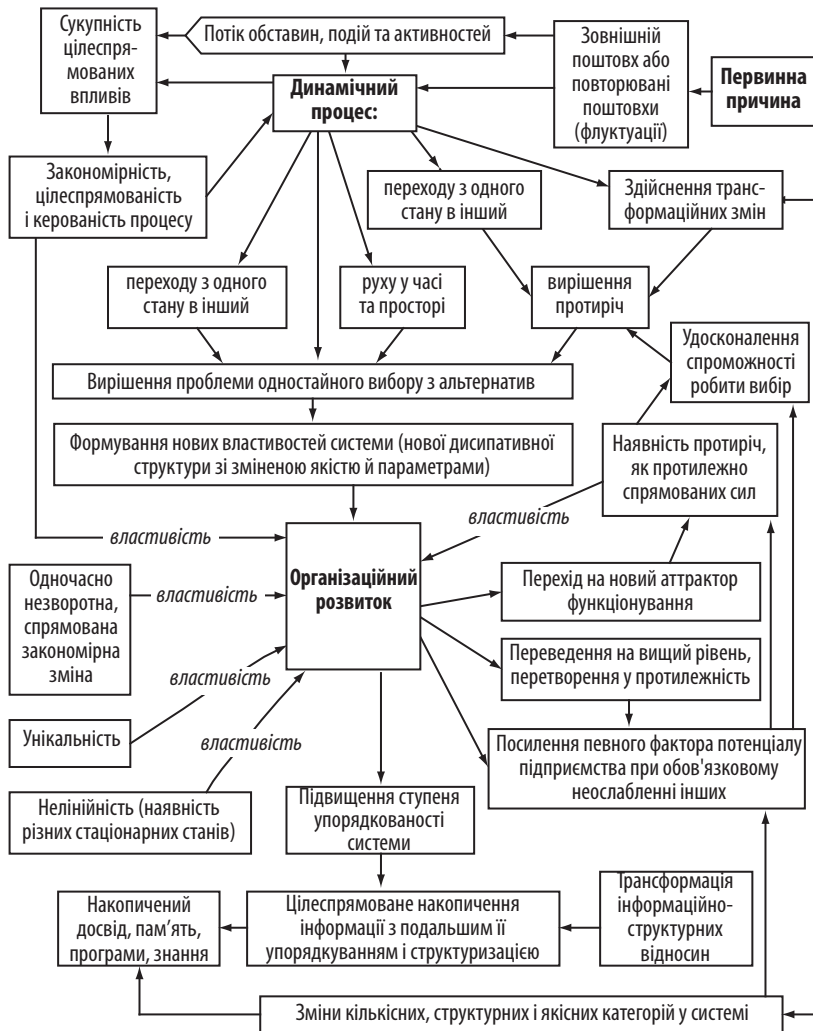 Сукупність
цілеспря-
мованих
впливів
Потік обставин, подій та активностей
Зовнішній
поштовх або
повторювані
поштовхи
(флуктуації)
Первинна
причина
Динамічний
процес:
Закономірність,
цілеспрямованість
і керованість процесу
переходу з одного
стану в інший
Здійснення транс-
формаційних змін
переходу з одного
стану в інший
руху у часі
та просторі
вирішення
протиріч
Удосконалення
спроможності
робити вибір
Вирішення проблеми одностайного вибору з альтернатив
Формування нових властивостей системи (нової дисипативної
структури зі зміненою якістю й параметрами)
Наявність протиріч,
як протилежно
спрямованих сил
властивість
властивість
Одночасно
незворотна,
спрямована
закономірна
зміна
властивість
Організаційний
розвиток
Перехід на новий аттрактор
функціонування
Переведення на вищий рівень,
перетворення у протилежність
властивість
Унікальність
властивість
Посилення певного фактора потенціалу
підприємства при обов'язковому
неослабленні інших
Нелінійність (наявність
різних стаціонарних станів)
Підвищення ступеня
упорядкованості
системи
Накопичений
досвід, пам’ять,
програми, знання
Цілеспрямоване накопичення
інформації з подальшим її
упорядкуванням і структуризацією
Трансформація
інформаційно-
структурних
відносин
Зміни кількісних, структурних і якісних категорій у системі